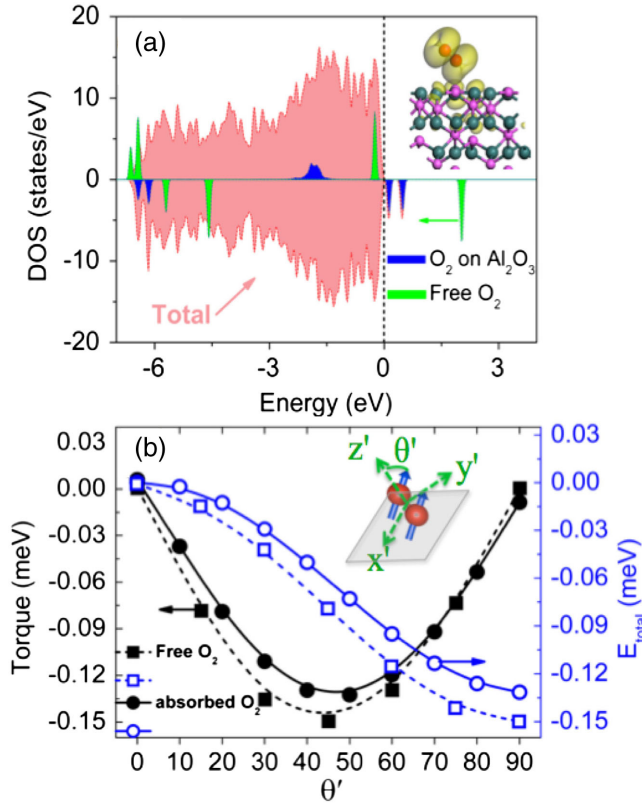 (a)
20
10
0
-10
-20
DOS (states/eV)
Total
O₂ on Al₂O₃
Free O₂
-6 -3 0 3
Energy (eV)
(b)
0.03 0.03
0.00 0.00
-0.03 -0.03
-0.06 -0.06
-0.09 -0.09
-0.12 -0.12
-0.15 -0.15
Torque (meV)
E_total (meV)
z' θ' y'
x'
Free O₂
absorbed O₂
0 10 20 30 40 50 60 70 80 90
θ'